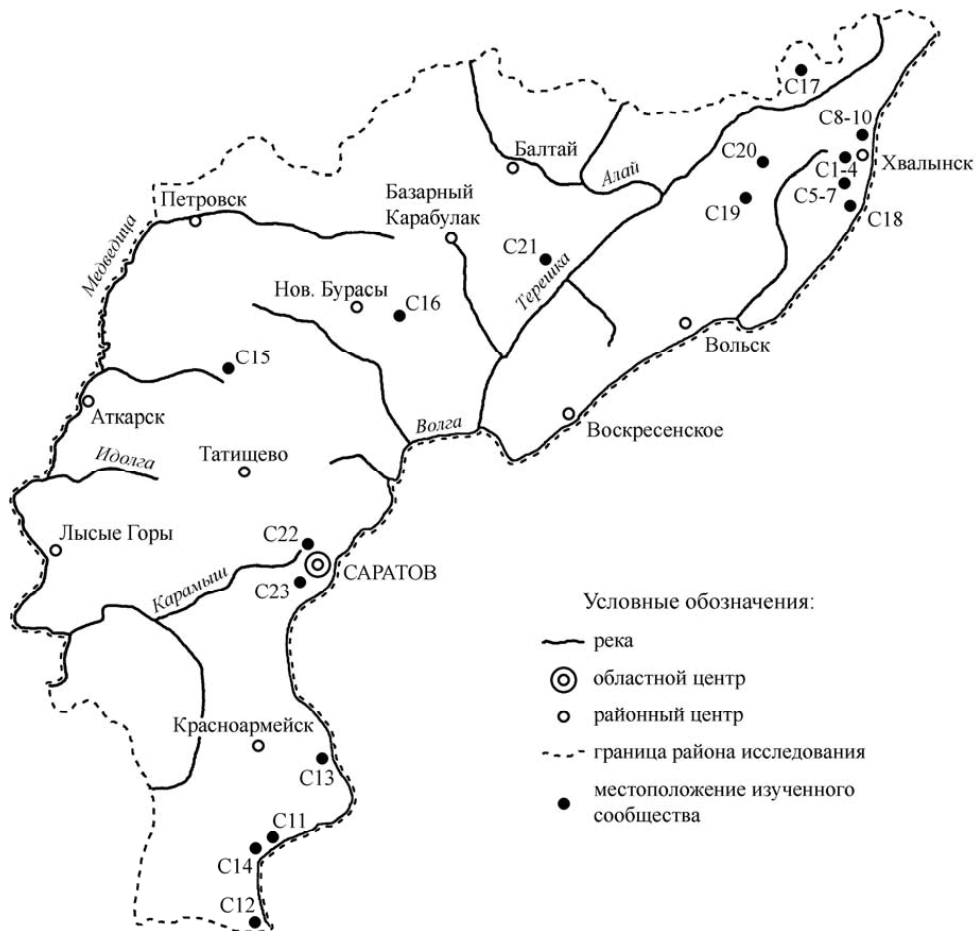 С17
С8-10
Хвалынск
С1-4
С5-7
С18
С20
С19
Балтай
Алай
Базарный
Карабулак
Петровск
Медведица
С21
Терешка
Нов. Бурасы
С16
Вольск
С15
Аткарск
Волга
Воскресенское
Идолга
Татищево
Лысые Горы
С22
САРАТОВ
Карамыш
С23
Красноармейск
С13
С11
С14
С12
Условные обозначения:
река
областной центр
районный центр
граница района исследования
местоположение изученного
сообщества